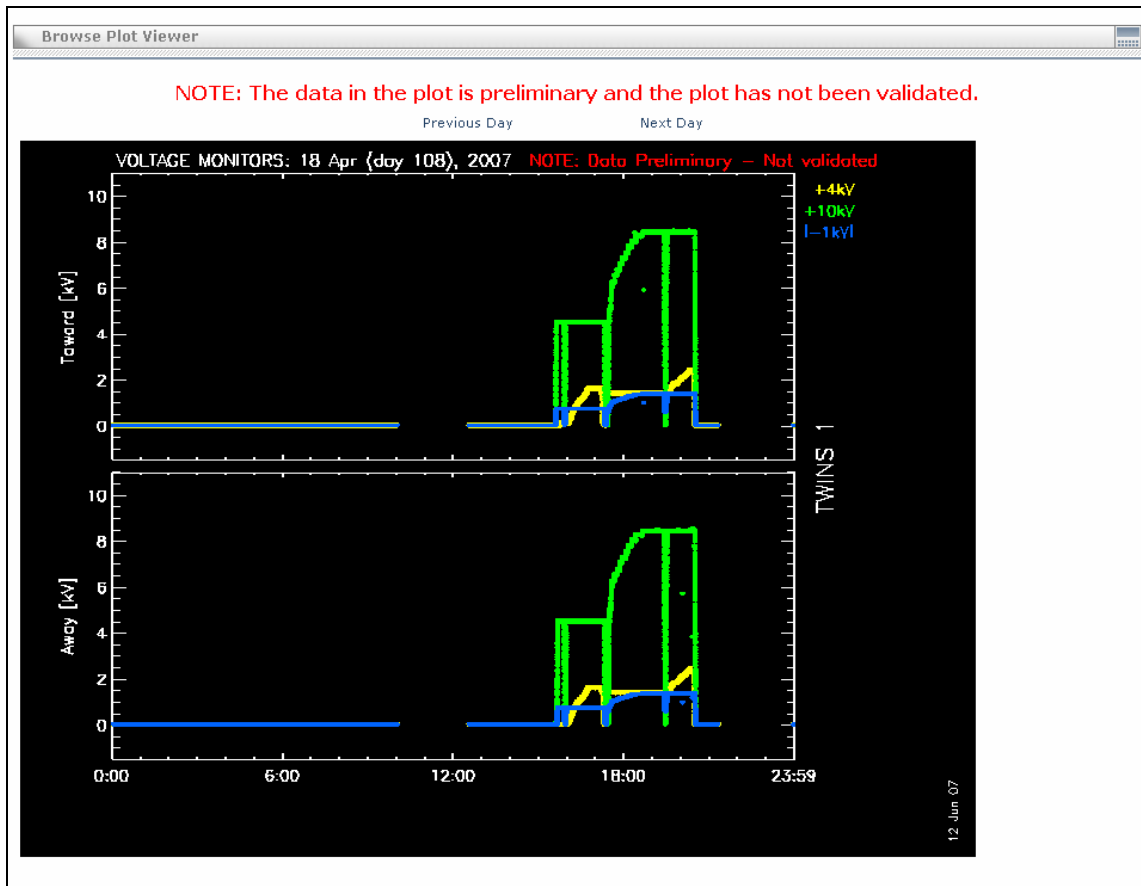 Browse Plot Viewer
NOTE: The data in the plot is preliminary and the plot has not been validated.
Previous Day Next Day
VOLTAGE MONITORS: 18 Apr (day 108), 2007 NOTE: Data Preliminary – Not validated
+4kV
+10kV
|-1kV|
10
8
6
4
2
0
Toward [kV]
10
8
6
4
2
0
Away [kV]
0:00 6:00 12:00 18:00 23:59
TWINS 1
12 Jun 07